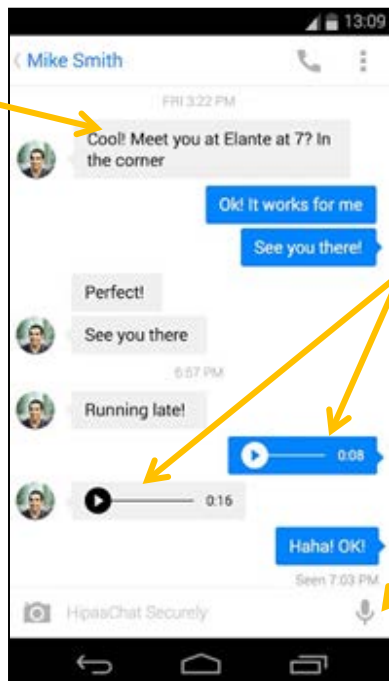 13:09
Mike Smith
FRI 3:22 PM
Cool! Meet you at Elante at 7? In
the corner
Ok! It works for me
See you there!
Perfect!
See you there
6:57 PM
Running late!
0:08
0:16
Haha! OK!
Seen 7:03 PM
HipaaChat Securely